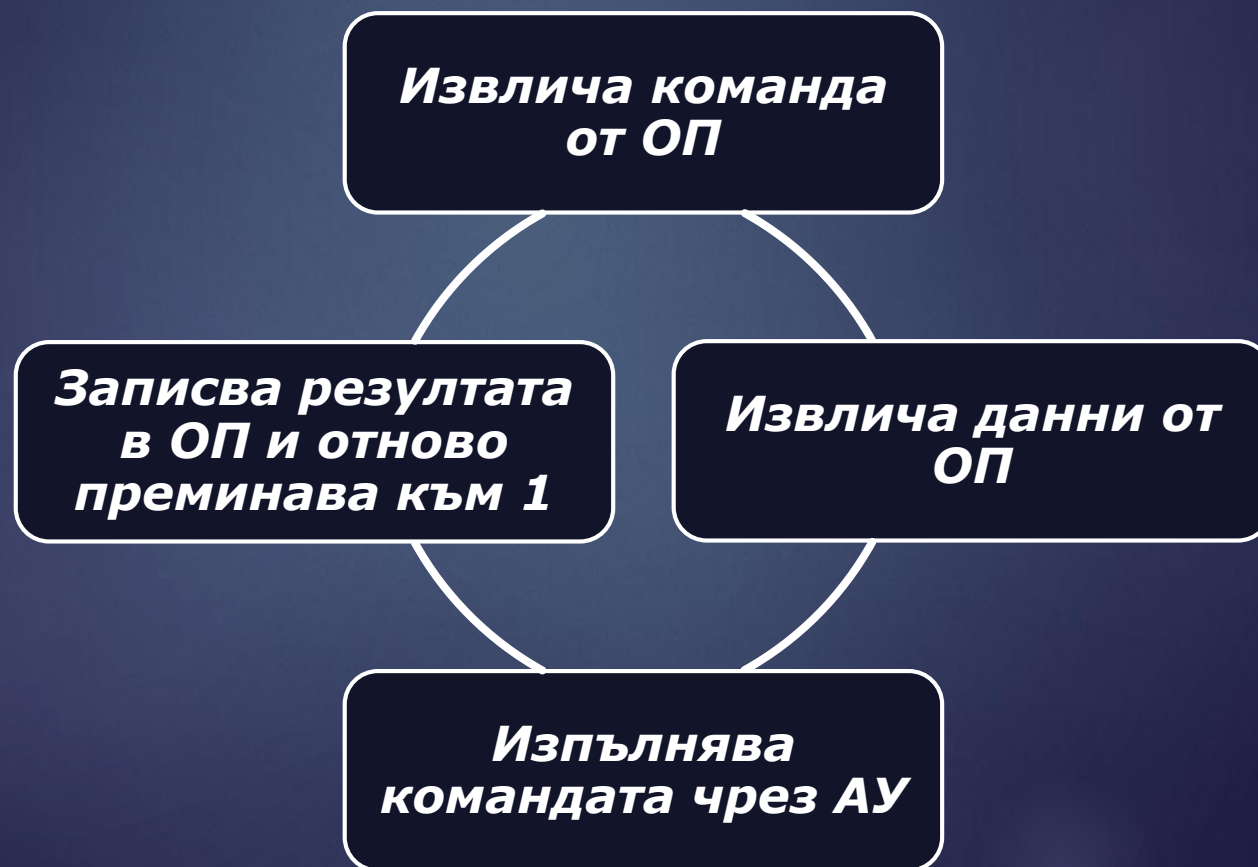 Извлича команда
от ОП
Извлича данни от
ОП
Изпълнява
командата чрез АУ
Записва резултата
в ОП и отново
преминава към 1